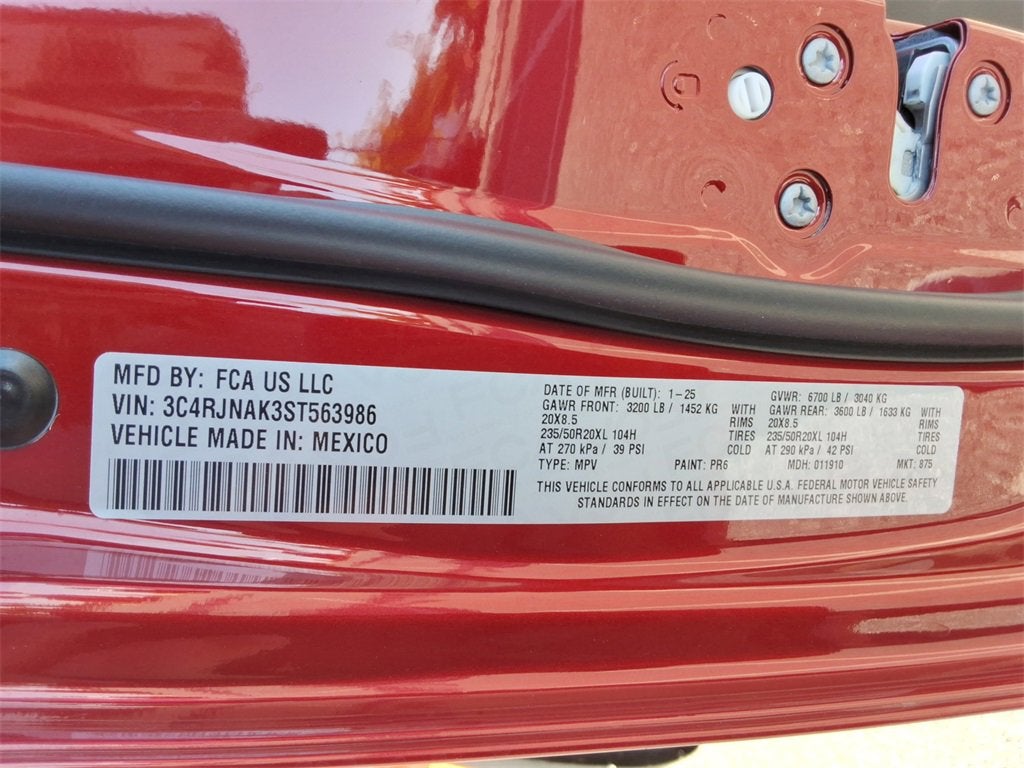 MFD BY: FCA US LLC
VIN: 3C4RJNAK3ST563986
VEHICLE MADE IN: MEXICO
DATE OF MFR (BUILT): 1-25 GVWR: 6700 LB / 3040 KG
GAWR FRONT: 3200 LB / 1452 KG WITH GAWR REAR: 3600 LB / 1633 KG WITH
20X8.5 RIMS 20X8.5 RIMS
235/50R20XL 104H TIRES 235/50R20XL 104H TIRES
AT 270 kPa / 39 PSI COLD AT 290 kPa / 42 PSI COLD
TYPE: MPV PAINT: PR6 MDH: 011910 MKT: 875
THIS VEHICLE CONFORMS TO ALL APPLICABLE U.S.A. FEDERAL MOTOR VEHICLE SAFETY
STANDARDS IN EFFECT ON THE DATE OF MANUFACTURE SHOWN ABOVE.